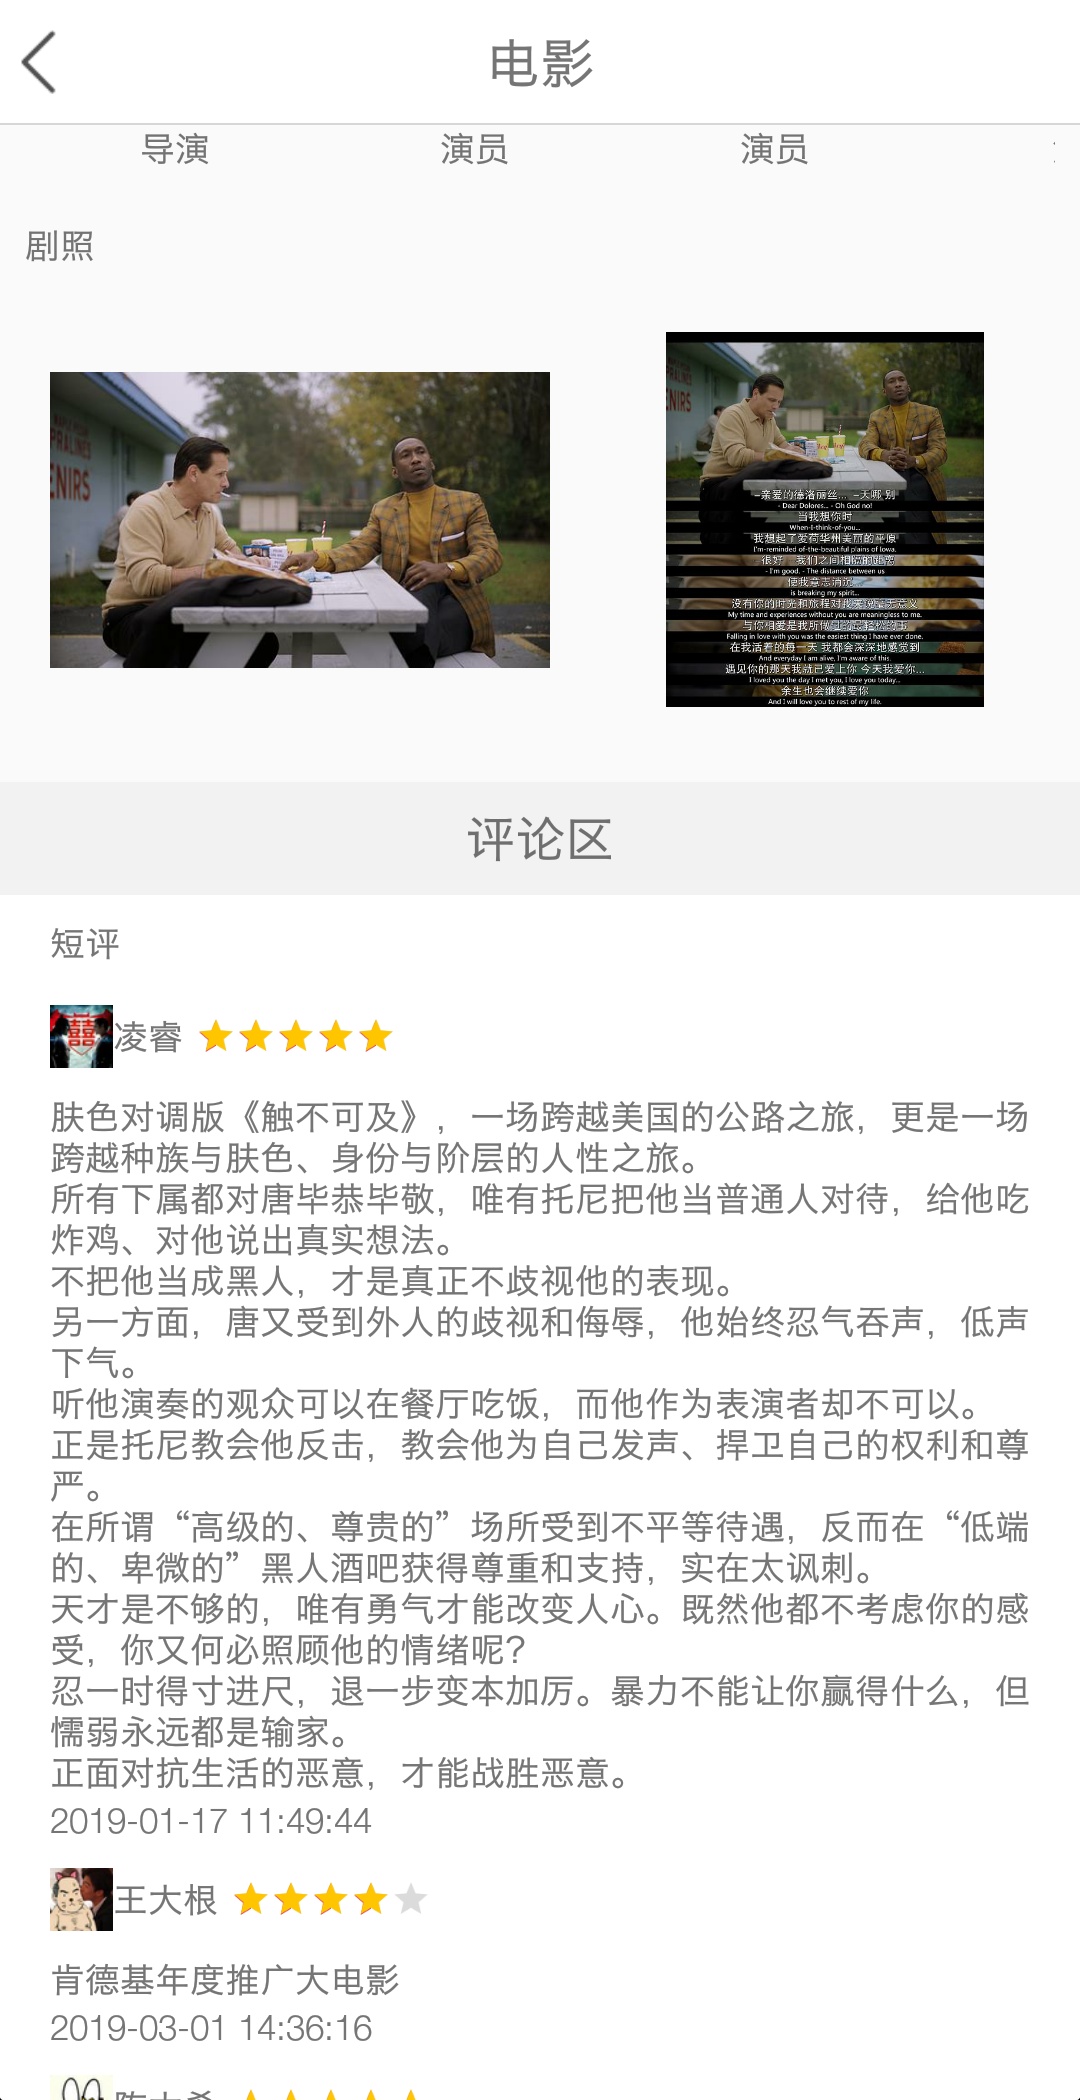 电影
导演
演员
演员
剧照
PRALINES
ENIRS
ENIRS
-亲爱的德洛丽丝... -天哪 别
- Dear Dolores... - Oh God no!
当我想你时
When-I-think-of-you...
我想起了爱荷华州美丽的平原
I'm-reminded-of-the-beautiful plains of Iowa.
很好 我们之间相隔的距离
- I'm good. - The distance between us
使我意志消沉...
is breaking my spirit...
没有你的时光和旅程对我来说毫无意义
My time and experiences without you are meaningless to me.
与你相爱是我所做過最轻松的事
Falling in love with you was the easiest thing I have ever done.
在我活着的每一天 我都会深深地感觉到
And everyday I am alive, I'm aware of this.
遇见你的那天我就已爱上你 今天我爱你...
I loved you the day I met you, I love you today...
余生也会继续爱你
And I will love you to rest of my life.
评论区
短评
凌睿
肤色对调版《触不可及》，一场跨越美国的公路之旅，更是一场
跨越种族与肤色、身份与阶层的人性之旅。
所有下属都对唐毕恭毕敬，唯有托尼把他当普通人对待，给他吃
炸鸡、对他说出真实想法。
不把他当成黑人，才是真正不歧视他的表现。
另一方面，唐又受到外人的歧视和侮辱，他始终忍气吞声，低声
下气。
听他演奏的观众可以在餐厅吃饭，而他作为表演者却不可以。
正是托尼教会他反击，教会他为自己发声、捍卫自己的权利和尊
严。
在所谓“高级的、尊贵的”场所受到不平等待遇，反而在“低端
的、卑微的”黑人酒吧获得尊重和支持，实在太讽刺。
天才是不够的，唯有勇气才能改变人心。既然他都不考虑你的感
受，你又何必照顾他的情绪呢？
忍一时得寸进尺，退一步变本加厉。暴力不能让你赢得什么，但
懦弱永远都是输家。
正面对抗生活的恶意，才能战胜恶意。
2019-01-17 11:49:44
王大根
肯德基年度推广大电影
2019-03-01 14:36:16